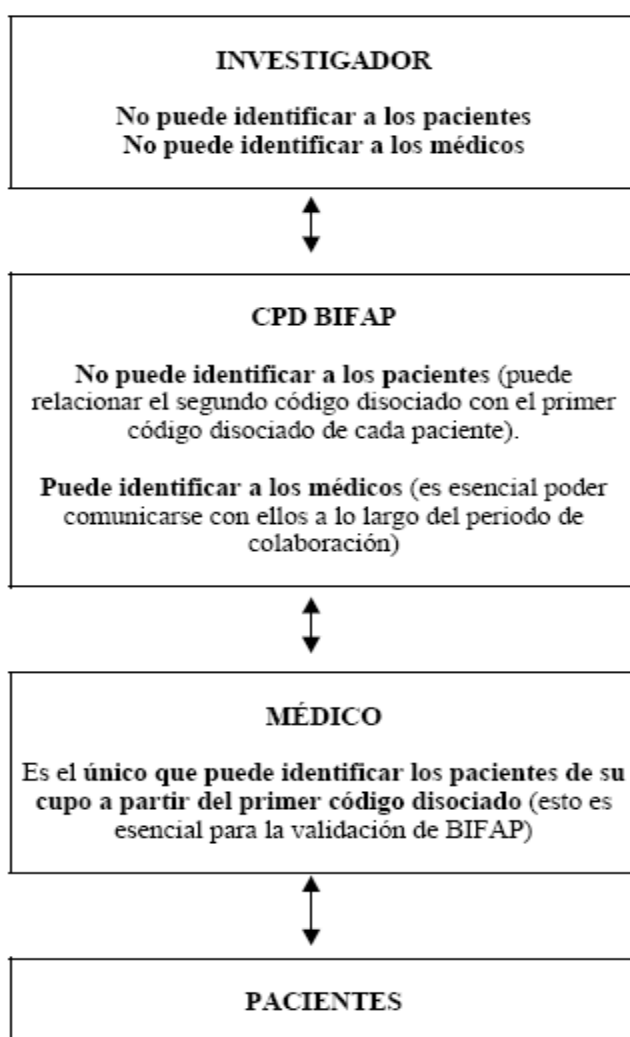 INVESTIGADOR
No puede identificar a los pacientes
No puede identificar a los médicos
CPD BIFAP
No puede identificar a los pacientes (puede
relacionar el segundo código disociado con el primer
código disociado de cada paciente).
Puede identificar a los médicos (es esencial poder
comunicarse con ellos a lo largo del periodo de
colaboración)
MÉDICO
Es el único que puede identificar los pacientes de su
cupo a partir del primer código disociado (esto es
esencial para la validación de BIFAP)
PACIENTES